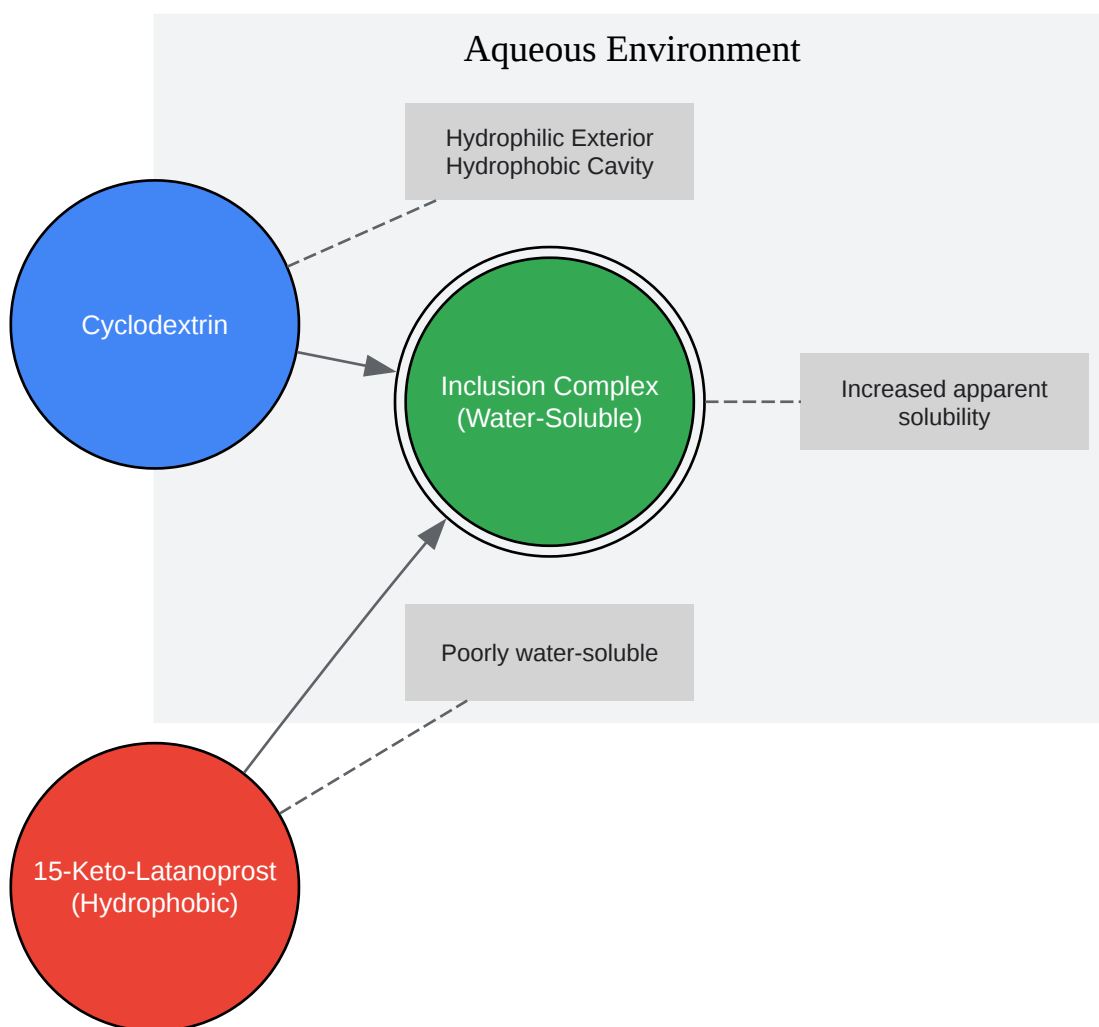 Aqueous Environment
Hydrophilic Exterior
Hydrophobic Cavity
Cyclodextrin
Inclusion Complex
(Water-Soluble)
Increased apparent
solubility
Poorly water-soluble
15-Keto-Latanoprost
(Hydrophobic)